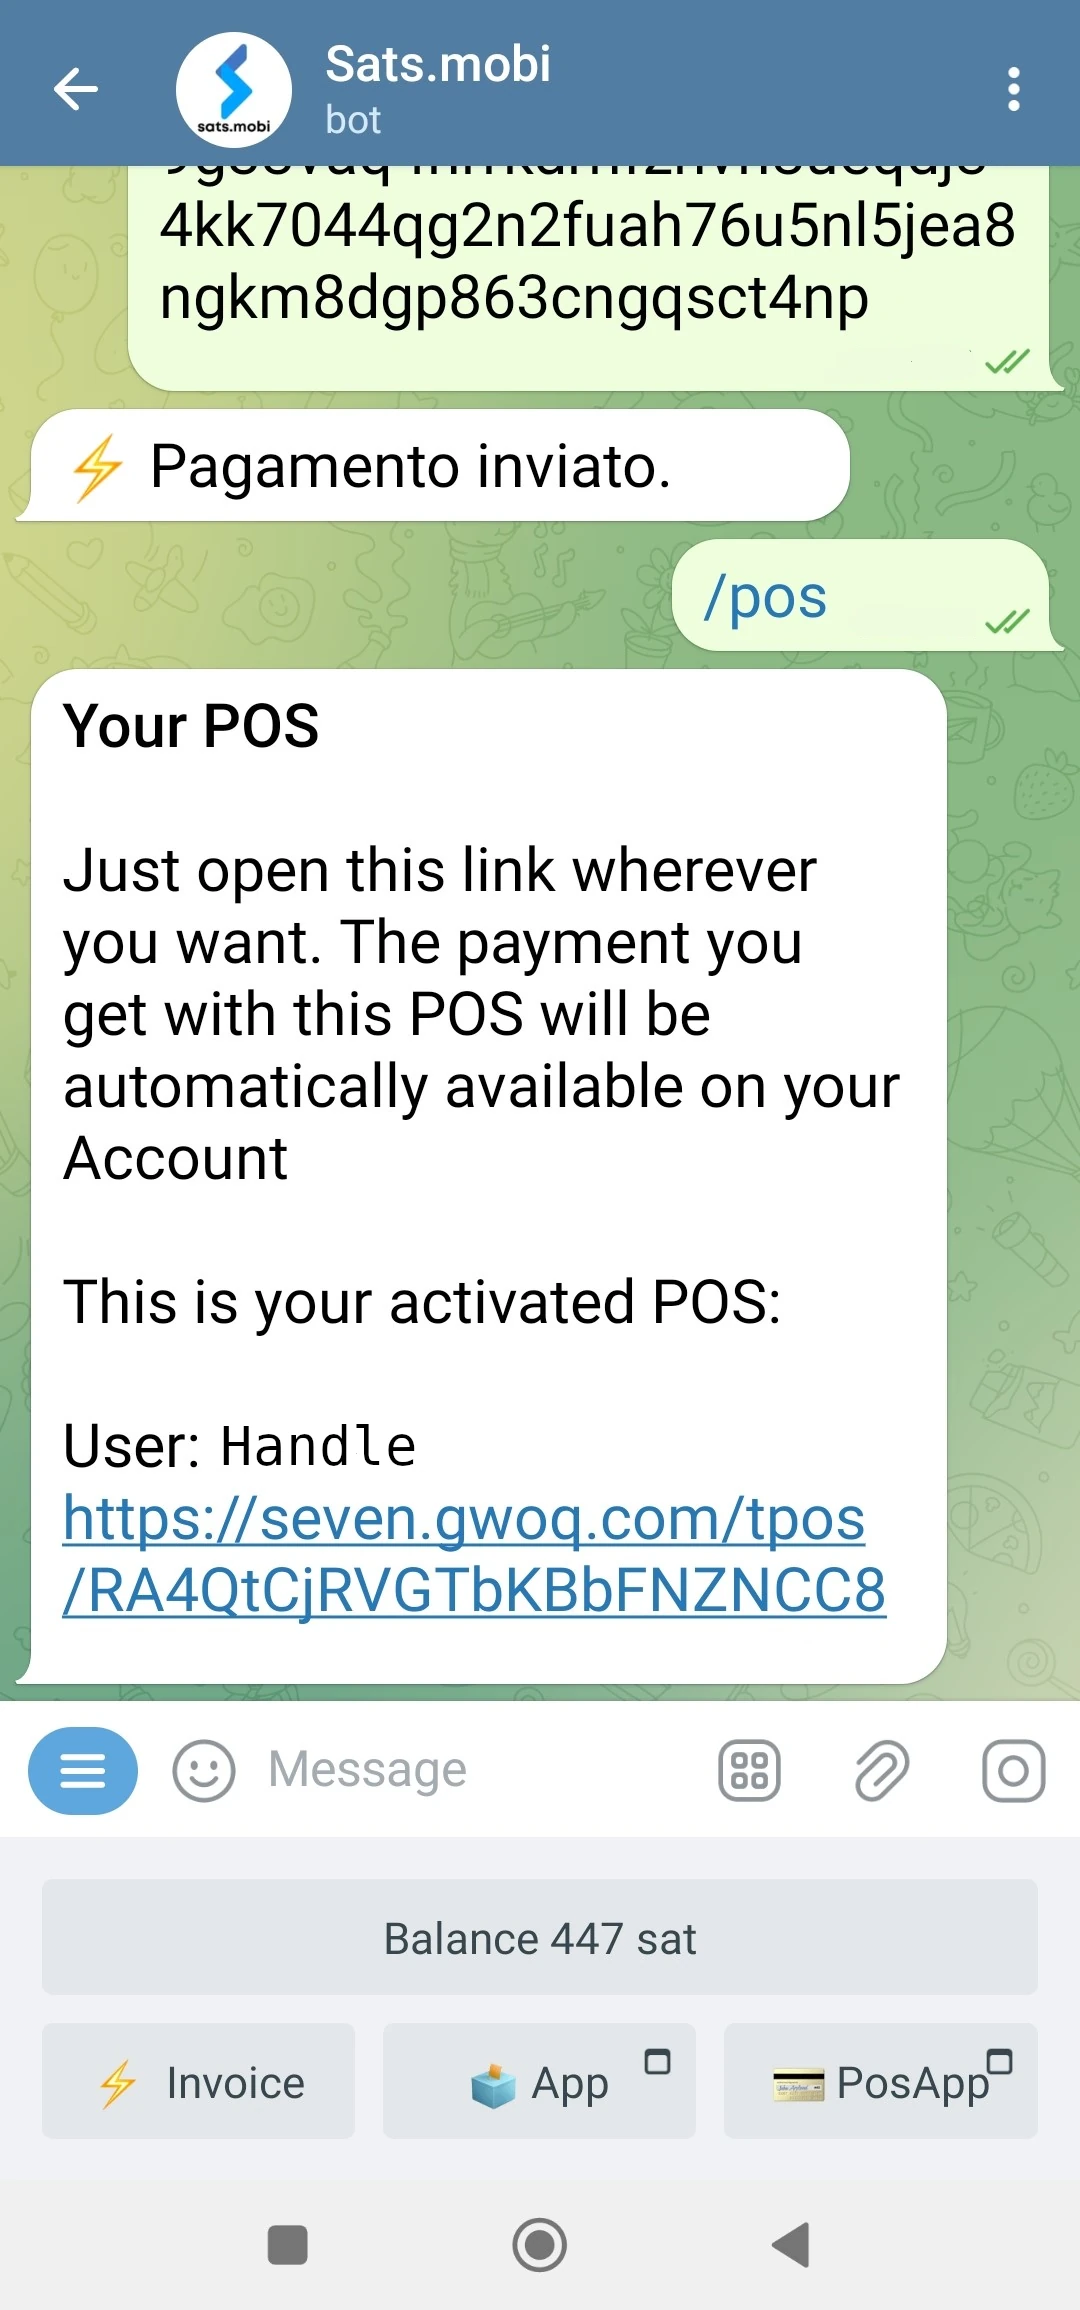 Sats.mobi
sats.mobi
bot
4kk7044qg2n2fuah76u5nl5jea8
ngkm8dgp863cngqsct4np
⚡ Pagamento inviato.
/pos
Your POS
Just open this link wherever
you want. The payment you
get with this POS will be
automatically available on your
Account
This is your activated POS:
User: Handle
https://seven.gwoq.com/tpos
/RA4QtCjRVGTbKBbFNZNCC8
Message
Balance 447 sat
⚡ Invoice
App
PosApp